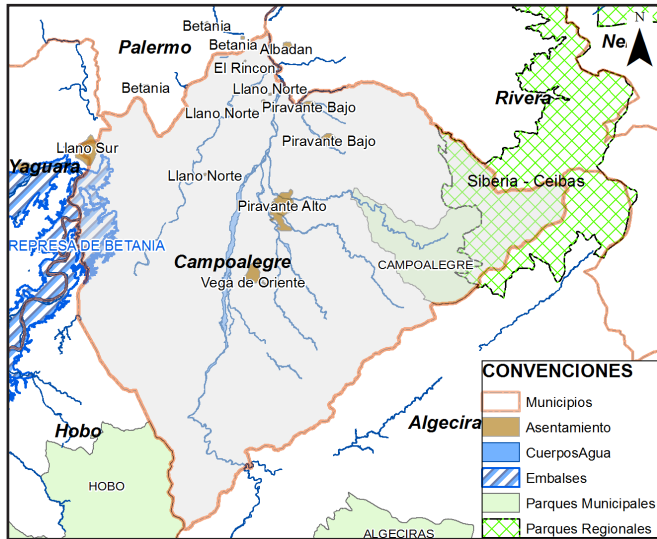 Betania
N
Palermo
Betania
Albadan
Ne
El Rincon
Betania
Llano Norte
Rivera
Llano Norte
Piravante Bajo
Llano Sur
Piravante Bajo
Yaguara
Llano Norte
Siberia - Ceibas
Piravante Alto
REPRESA DE BETANIA
Campoalegre
CAMPOALEGRE
Vega de Oriente
CONVENCIONES
Municipios
Asentamiento
CuerposAgua
Embalses
Parques Municipales
Parques Regionales
Algecira
Hobo
HOBO
ALGECIRAS